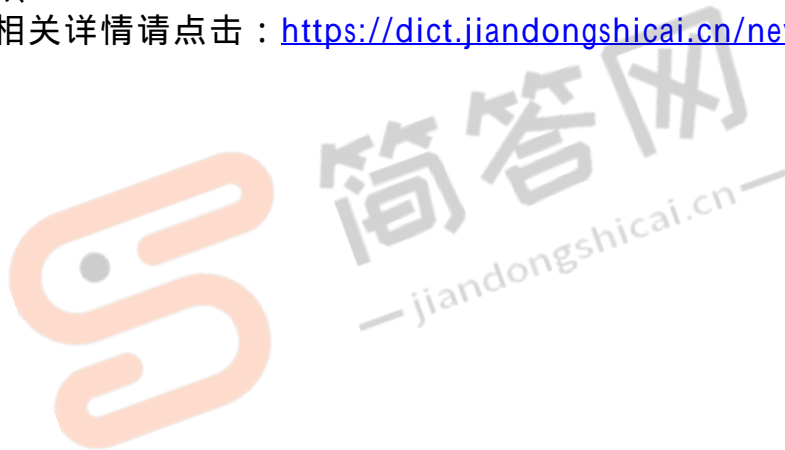 相关详情请点击：https://dict.jiandongshicai.cn/ne
简答网
jiandongshicai.cn